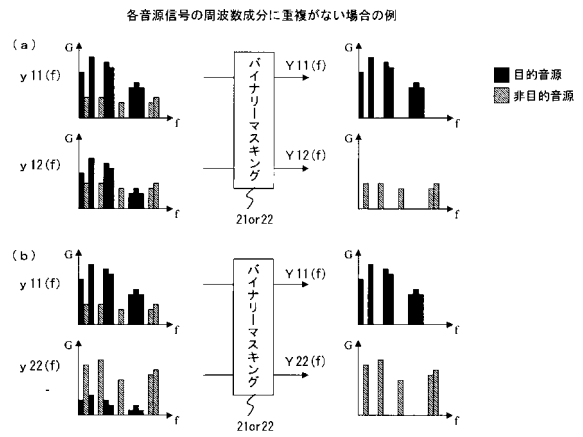 各音源信号の周波数成分に重複がない場合の例
(a)
G
y11(f)
f
G
y12(f)
f
バイナリーマスキング
21or22
Y11(f)
Y12(f)
G
f
G
f
目的音源
非目的音源
(b)
G
y11(f)
f
G
y22(f)
f
バイナリーマスキング
21or22
Y11(f)
Y22(f)
G
f
G
f